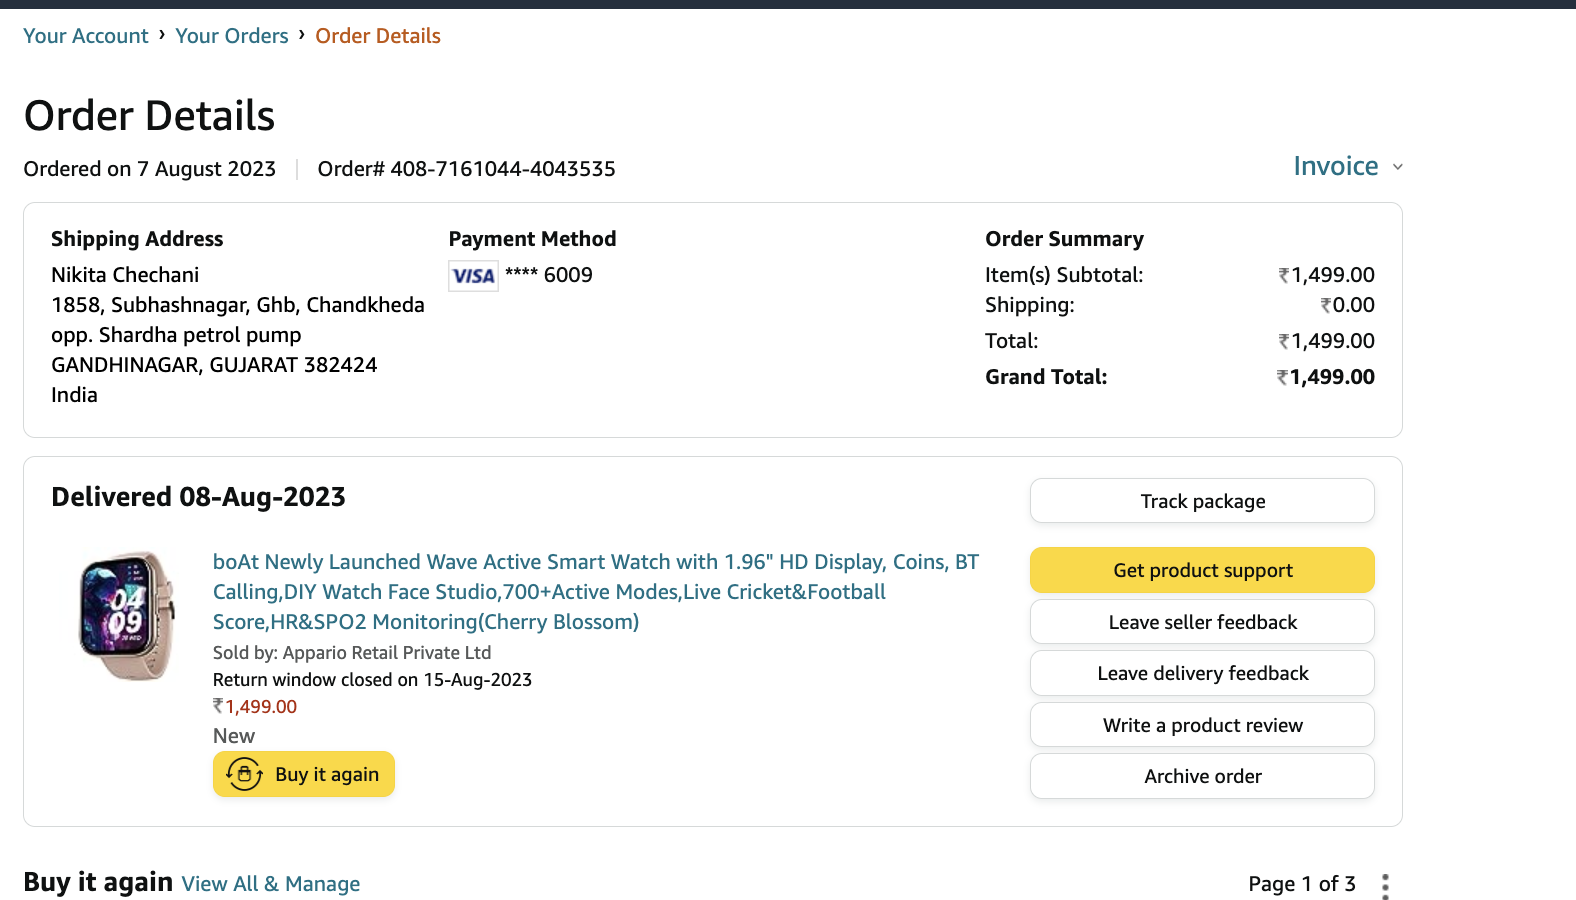 Your Account › Your Orders › Order Details
Order Details
Ordered on 7 August 2023 | Order# 408-7161044-4043535
Invoice
Shipping Address
Nikita Chechani
1858, Subhashnagar, Ghb, Chandkheda
opp. Shardha petrol pump
GANDHINAGAR, GUJARAT 382424
India
Payment Method
VISA **** 6009
Order Summary
Item(s) Subtotal: ₹1,499.00
Shipping: ₹0.00
Total: ₹1,499.00
Grand Total: ₹1,499.00
Delivered 08-Aug-2023
04
09
boAt Newly Launched Wave Active Smart Watch with 1.96" HD Display, Coins, BT
Calling,DIY Watch Face Studio,700+Active Modes,Live Cricket&Football
Score,HR&SPO2 Monitoring(Cherry Blossom)
Sold by: Appario Retail Private Ltd
Return window closed on 15-Aug-2023
₹1,499.00
New
Buy it again
Track package
Get product support
Leave seller feedback
Leave delivery feedback
Write a product review
Archive order
Buy it again View All & Manage
Page 1 of 3